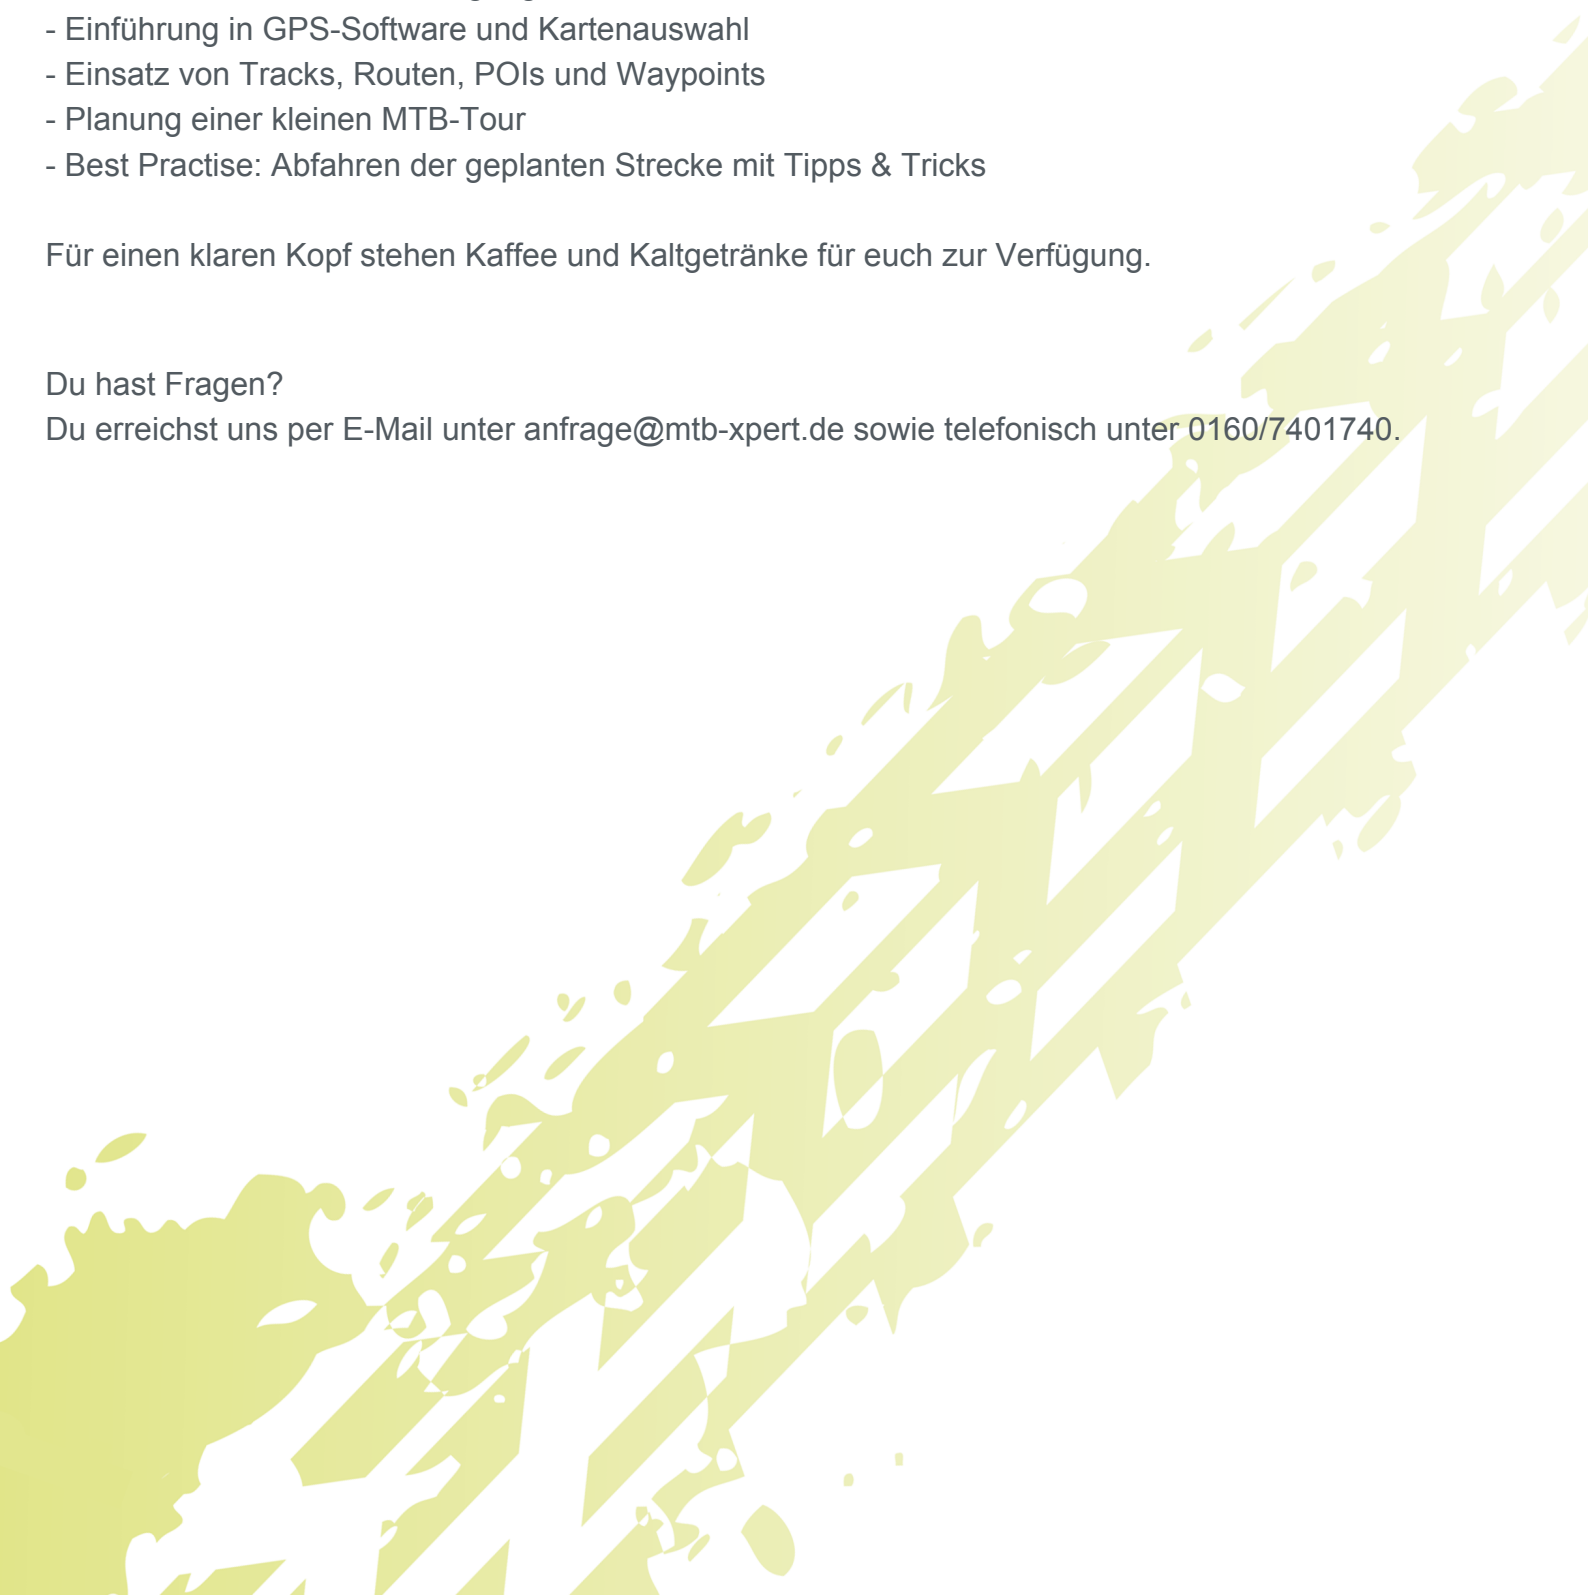 - Einführung in GPS-Software und Kartenauswahl
- Einsatz von Tracks, Routen, POIs und Waypoints
- Planung einer kleinen MTB-Tour
- Best Practise: Abfahren der geplanten Strecke mit Tipps & Tricks
Für einen klaren Kopf stehen Kaffee und Kaltgetränke für euch zur Verfügung.
Du hast Fragen?
Du erreichst uns per E-Mail unter anfrage@mtb-xpert.de sowie telefonisch unter 0160/7401740.